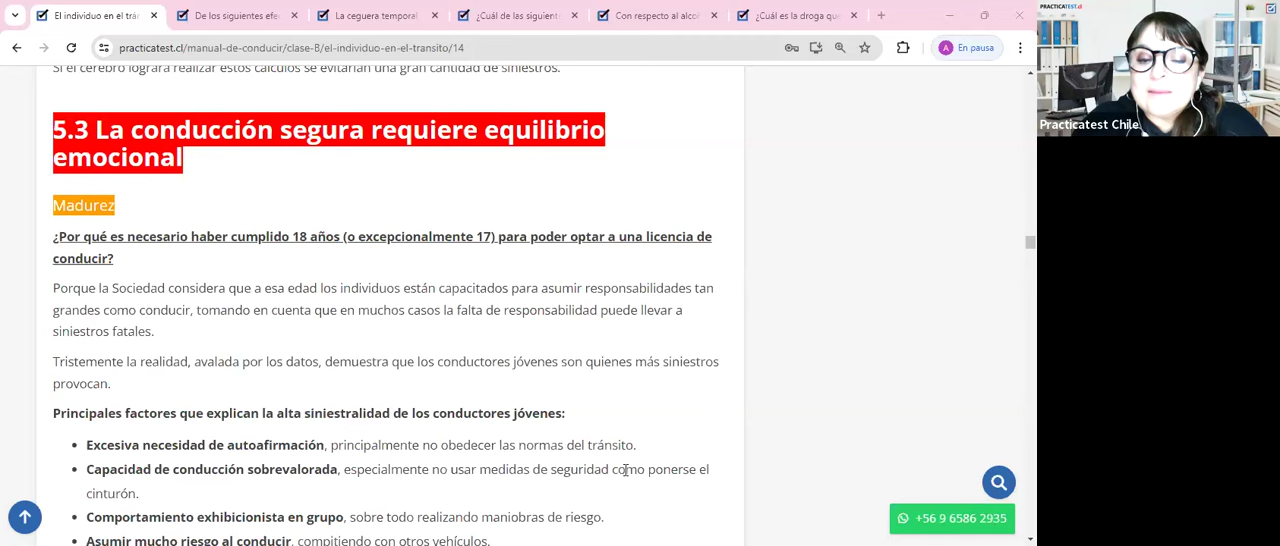 El individuo en el trán
De los siguientes efe
La ceguera temporal
¿Cuál de las siguient
Con respecto al alcoh
¿Cuál es la droga que
practicatest.cl/manual-de-conducir/clase-B/el-individuo-en-el-transito/14
A En pausa
PRACTICATEST.cl
Practicatest Chile
Si el cerebro lograra realizar estos cálculos se evitarían una gran cantidad de siniestros.
5.3 La conducción segura requiere equilibrio
emocional
Madurez
¿Por qué es necesario haber cumplido 18 años (o excepcionalmente 17) para poder optar a una licencia de
conducir?
Porque la Sociedad considera que a esa edad los individuos están capacitados para asumir responsabilidades tan
grandes como conducir, tomando en cuenta que en muchos casos la falta de responsabilidad puede llevar a
siniestros fatales.
Tristemente la realidad, avalada por los datos, demuestra que los conductores jóvenes son quienes más siniestros
provocan.
Principales factores que explican la alta siniestralidad de los conductores jóvenes:
• Excesiva necesidad de autoafirmación, principalmente no obedecer las normas del tránsito.
• Capacidad de conducción sobrevalorada, especialmente no usar medidas de seguridad como ponerse el
cinturón.
• Comportamiento exhibicionista en grupo, sobre todo realizando maniobras de riesgo.
• Asumir mucho riesgo al conducir, compitiendo con otros vehículos.
+56 9 6586 2935